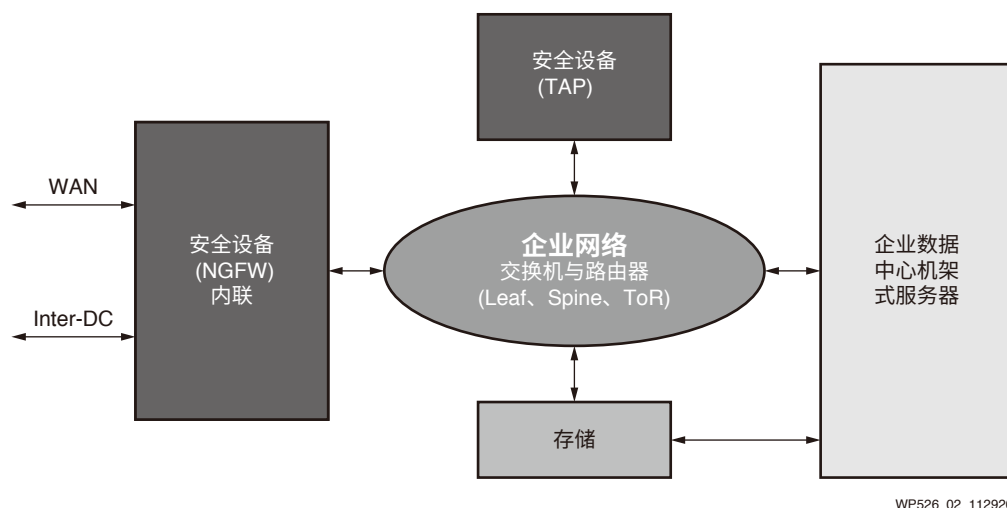 安全设备
(TAP)
WAN
安全设备
(NGFW)
内联
Inter-DC
企业网络
交换机与路由器
(Leaf、Spine、ToR)
企业数据
中心机架
式服务器
存储
WP526_02_112920